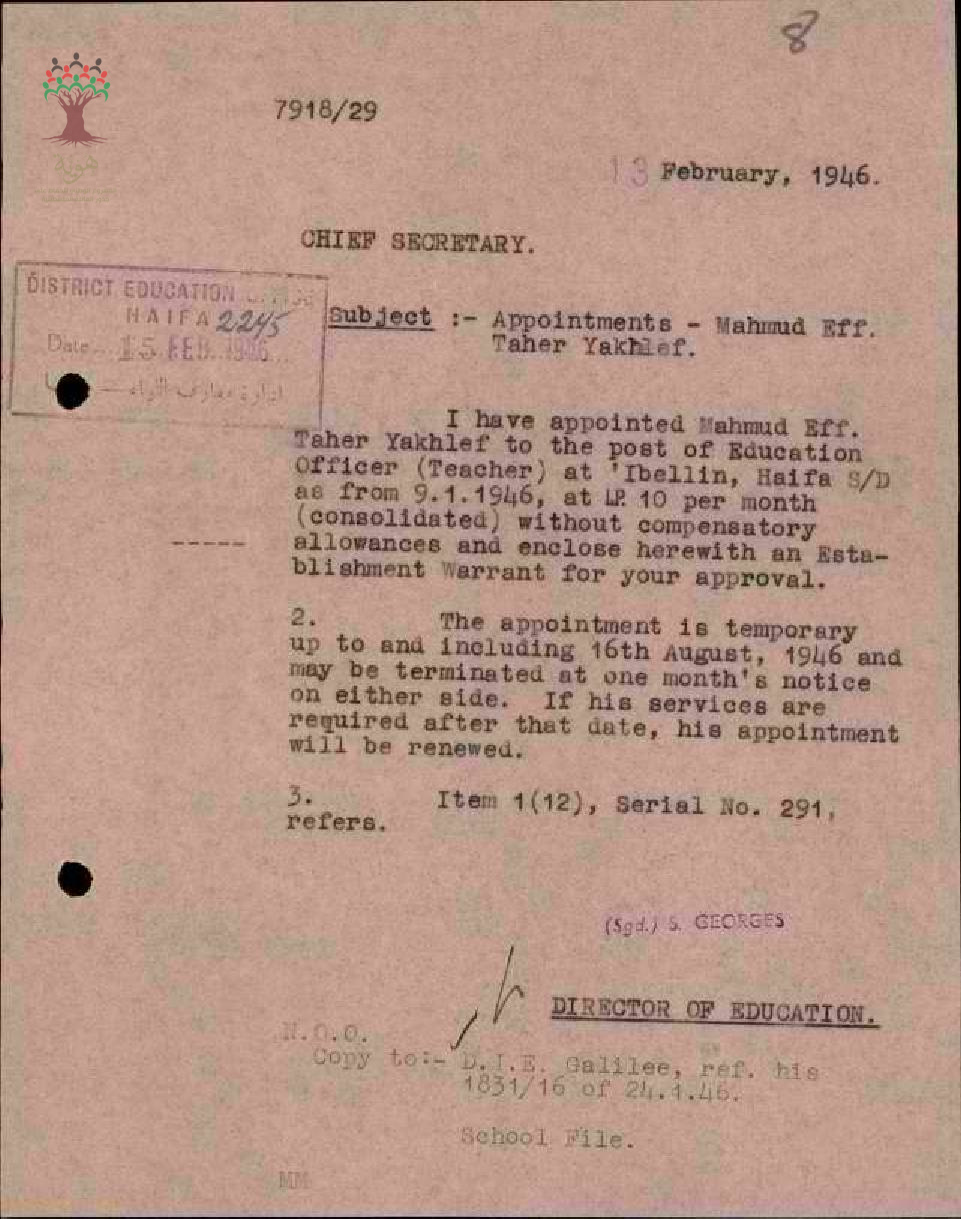 8
هوية
7918/29
13 February, 1946.
CHIEF SECRETARY.
DISTRICT EDUCATION
HAIFA 2245
Date 15 FEB. 1946
ادارة معارف اللواء —
Subject :- Appointments - Mahmud Eff.
Taher Yakhlef.
I have appointed Mahmud Eff.
Taher Yakhlef to the post of Education
Officer (Teacher) at 'Ibellin, Haifa S/D
as from 9.1.1946, at LP. 10 per month
(consolidated) without compensatory
----- allowances and enclose herewith an Esta-
blishment Warrant for your approval.
2. The appointment is temporary
up to and including 16th August, 1946 and
may be terminated at one month's notice
on either side. If his services are
required after that date, his appointment
will be renewed.
3. Item 1(12), Serial No. 291,
refers.
(Sgd.) S. GEORGES
DIRECTOR OF EDUCATION.
N.O.O.
Copy to:- D.I.E. Galilee, ref. his
1831/16 of 24.1.46.
School File.
MM